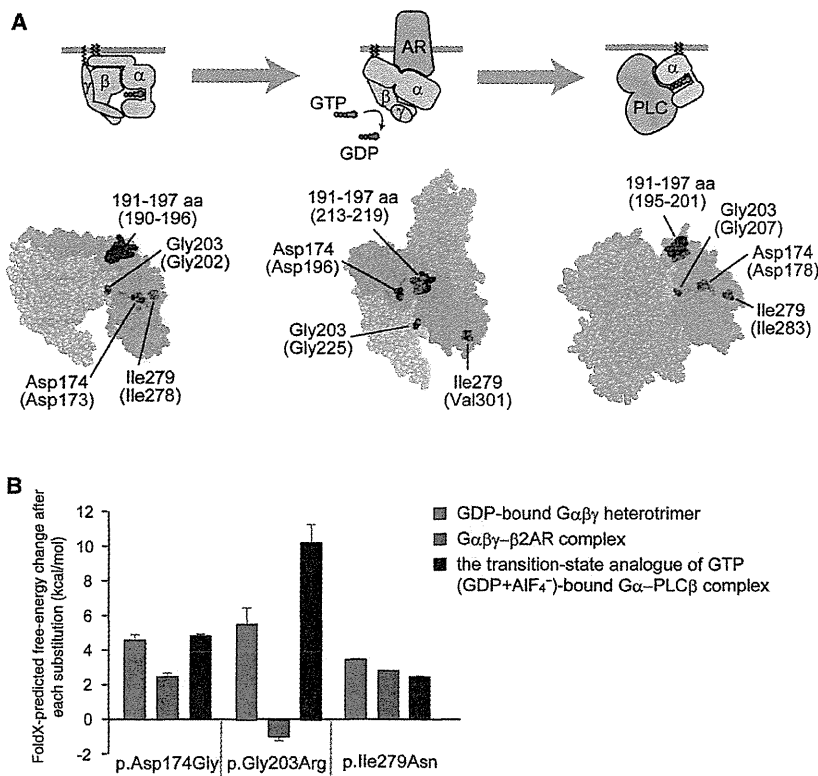 A
γ
β
α
AR
β
γ
α
GTP
GDP
α
PLC
191-197 aa
(190-196)
Gly203
(Gly202)
Asp174
(Asp173)
Ile279
(Ile278)
191-197 aa
(213-219)
Asp174
(Asp196)
Gly203
(Gly225)
Ile279
(Val301)
191-197 aa
(195-201)
Gly203
(Gly207)
Asp174
(Asp178)
Ile279
(Ile283)
B
FoldX-predicted free-energy change after
each substitution (kcal/mol)
12
10
8
6
4
2
0
-2
p.Asp174Gly
p.Gly203Arg
p.Ile279Asn
GDP-bound Gαβγ heterotrimer
Gαβγ–β2AR complex
the transition-state analogue of GTP
(GDP+AlF₄⁻)-bound Gα–PLCβ complex